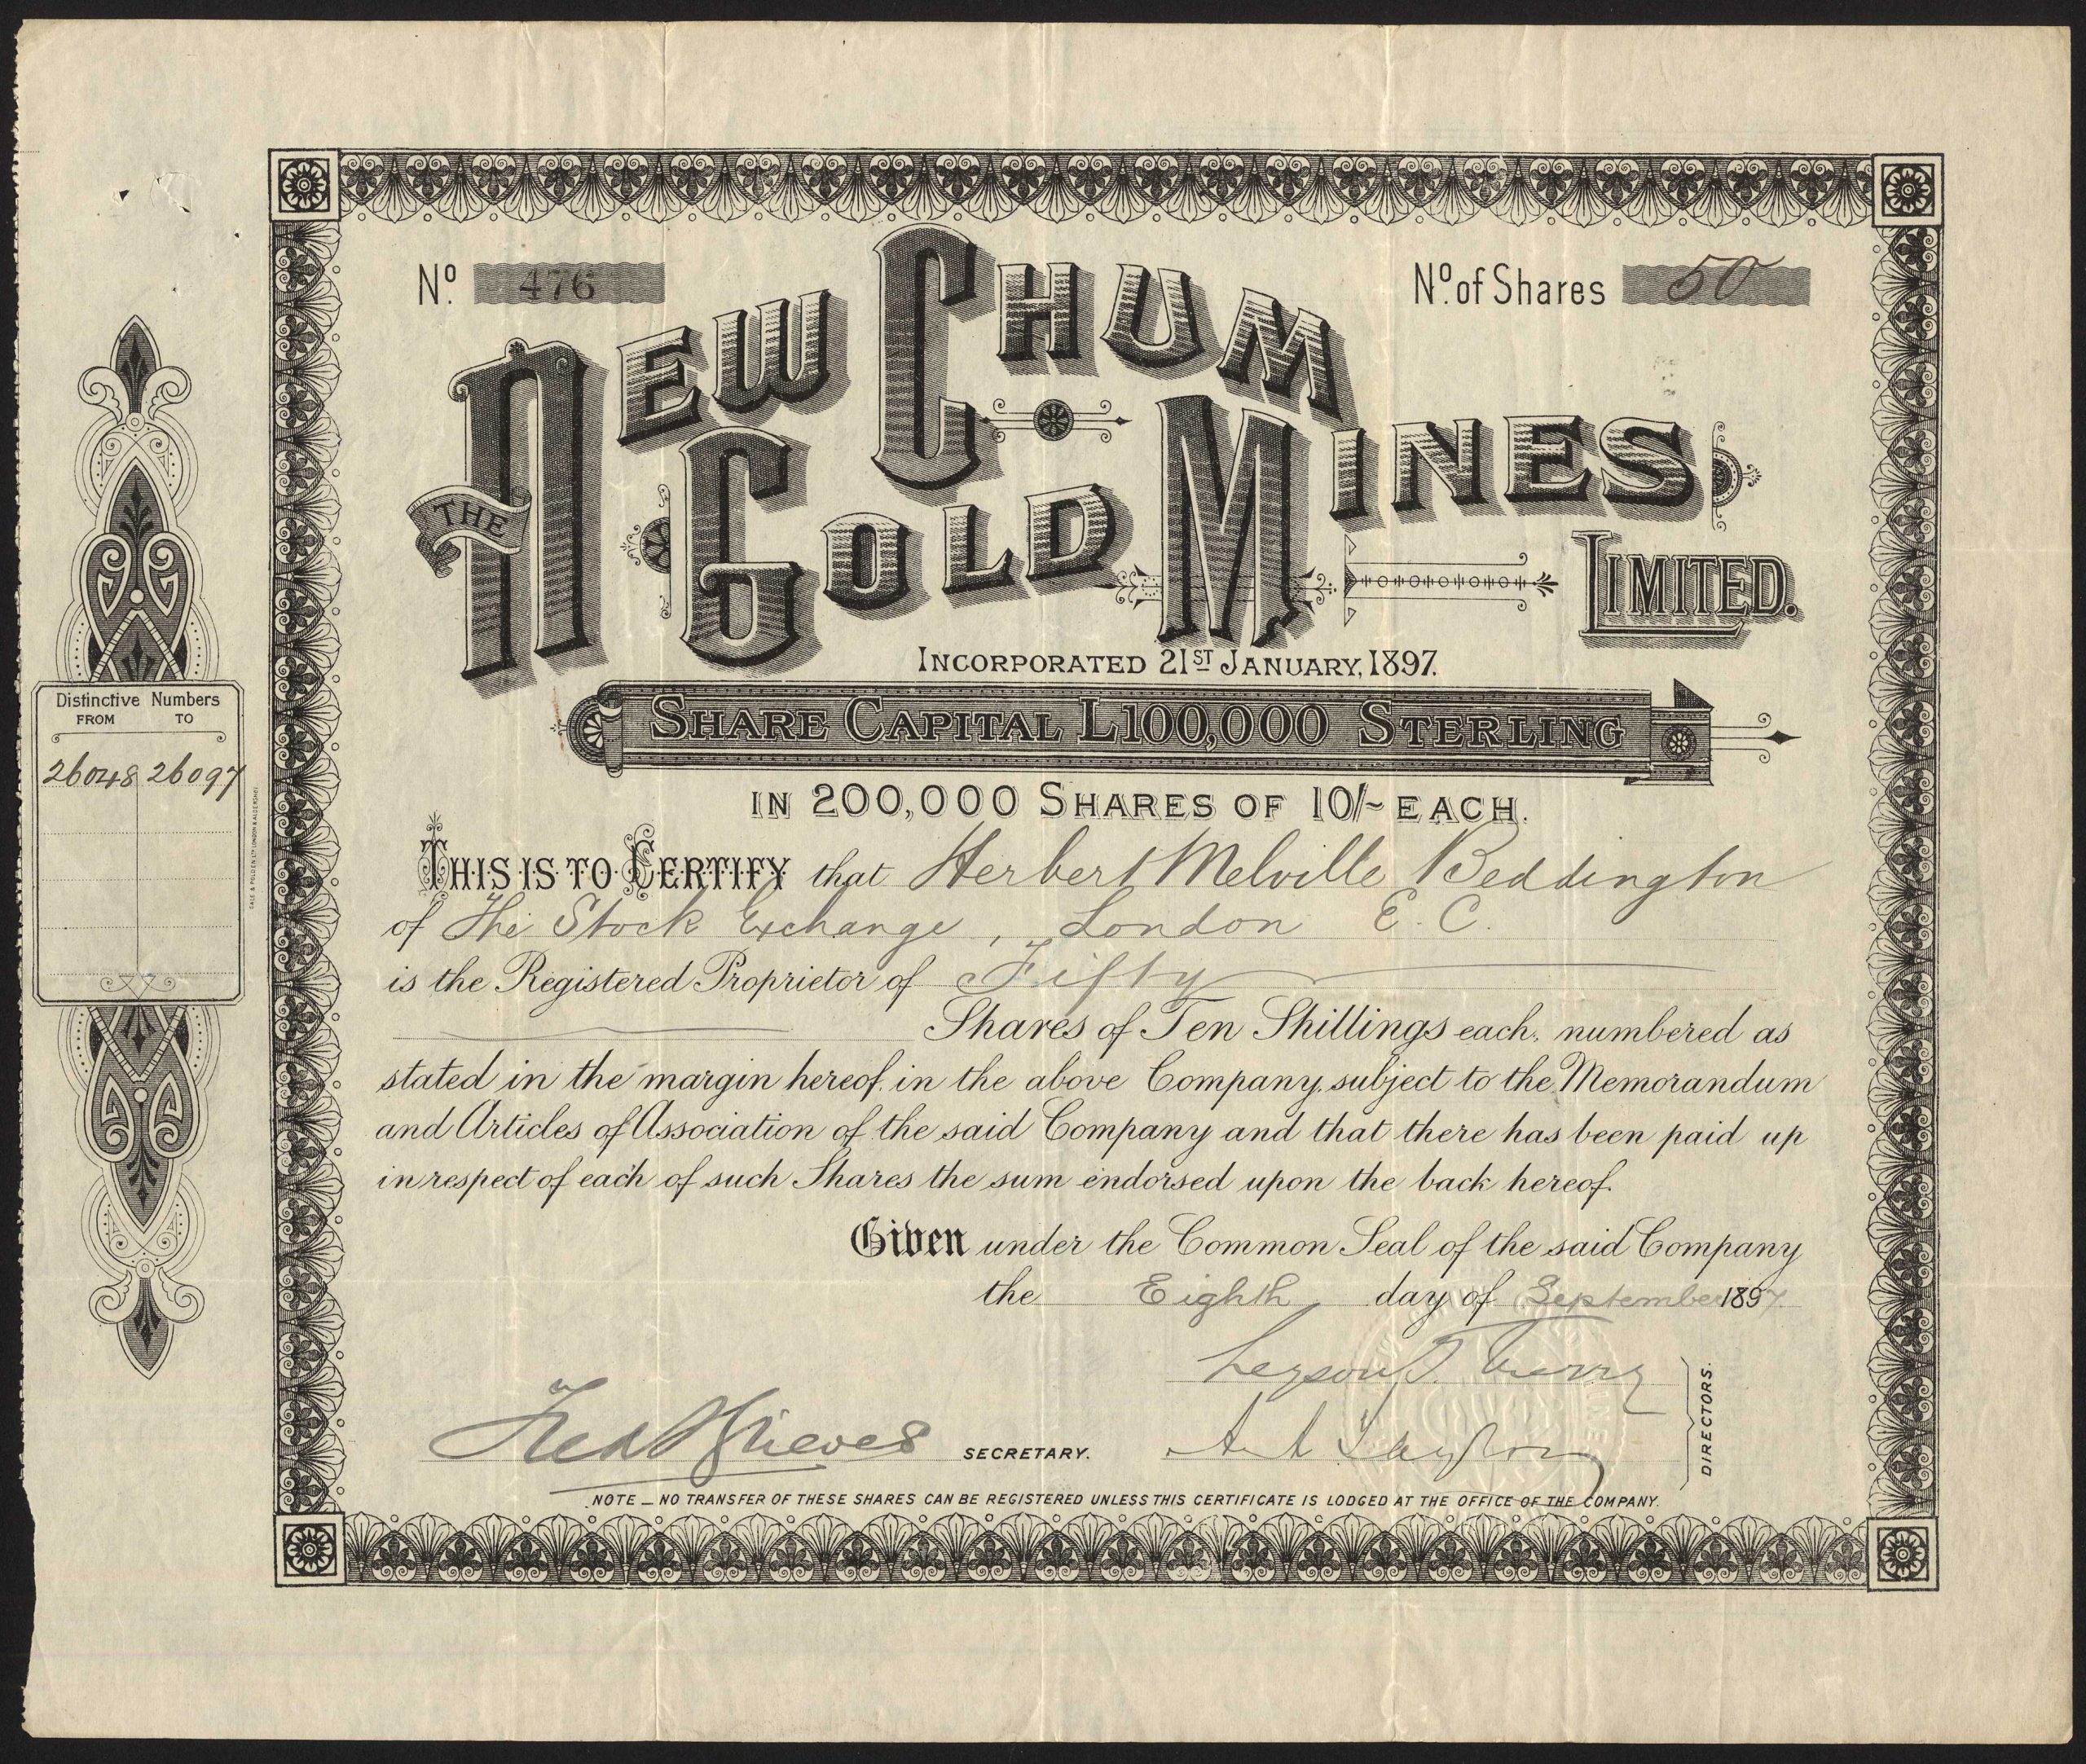 No. 476
No. of Shares 50
THE NEW CHUM
GOLD MINES
LIMITED.
INCORPORATED 21ST JANUARY, 1897.
SHARE CAPITAL L100,000 STERLING
IN 200,000 SHARES OF 10/- EACH.
Distinctive Numbers
FROM TO
26048 26097
THIS IS TO CERTIFY that Herbert Melville Beddington
of The Stock Exchange, London E.C.
is the Registered Proprietor of Fifty
Shares of Ten Shillings each, numbered as
stated in the margin hereof, in the above Company, subject to the Memorandum
and Articles of Association of the said Company and that there has been paid up
in respect of each of such Shares the sum endorsed upon the back hereof.
Given under the Common Seal of the said Company
the Eighth day of September 1897.
SECRETARY.
DIRECTORS.
NOTE _ NO TRANSFER OF THESE SHARES CAN BE REGISTERED UNLESS THIS CERTIFICATE IS LODGED AT THE OFFICE OF THE COMPANY.